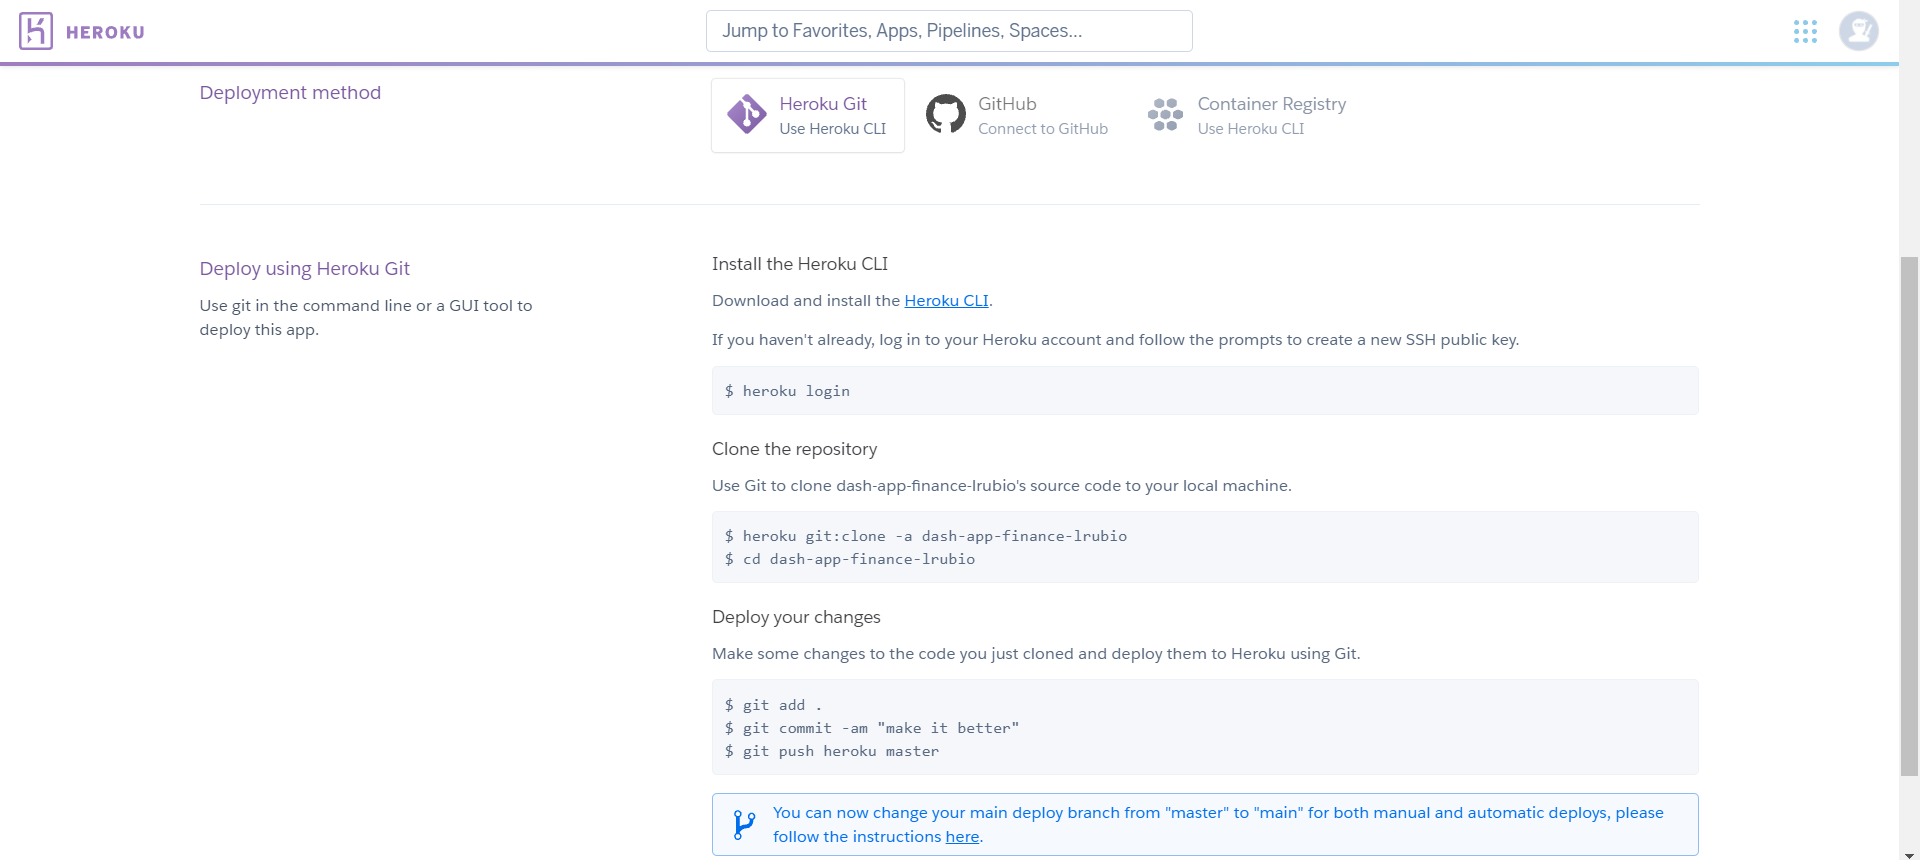 HEROKU
Jump to Favorites, Apps, Pipelines, Spaces...
Deployment method
Heroku Git
Use Heroku CLI
GitHub
Connect to GitHub
Container Registry
Use Heroku CLI
Deploy using Heroku Git
Use git in the command line or a GUI tool to
deploy this app.
Install the Heroku CLI
Download and install the Heroku CLI.
If you haven't already, log in to your Heroku account and follow the prompts to create a new SSH public key.
$ heroku login
Clone the repository
Use Git to clone dash-app-finance-lrubio's source code to your local machine.
$ heroku git:clone -a dash-app-finance-lrubio
$ cd dash-app-finance-lrubio
Deploy your changes
Make some changes to the code you just cloned and deploy them to Heroku using Git.
$ git add .
$ git commit -am "make it better"
$ git push heroku master
You can now change your main deploy branch from "master" to "main" for both manual and automatic deploys, please
follow the instructions here.